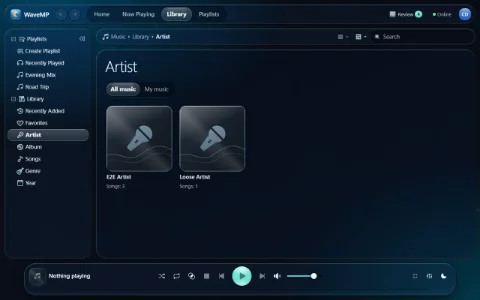 WaveMP
Home
Now Playing
Library
Playlists
Review 4
Online
CD
Playlists
Create Playlist
Recently Played
Evening Mix
Road Trip
Library
Recently Added
Favorites
Artist
Album
Songs
Genre
Year
Music • Library • Artist
Search
Artist
All music
My music
E2E Artist
Songs: 3
Loose Artist
Songs: 1
Nothing playing